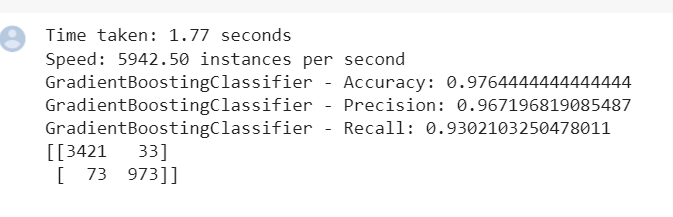 Time taken: 1.77 seconds
Speed: 5942.50 instances per second
GradientBoostingClassifier - Accuracy: 0.9764444444444444
GradientBoostingClassifier - Precision: 0.967196819085487
GradientBoostingClassifier - Recall: 0.9302103250478011
[[3421   33]
 [  73  973]]